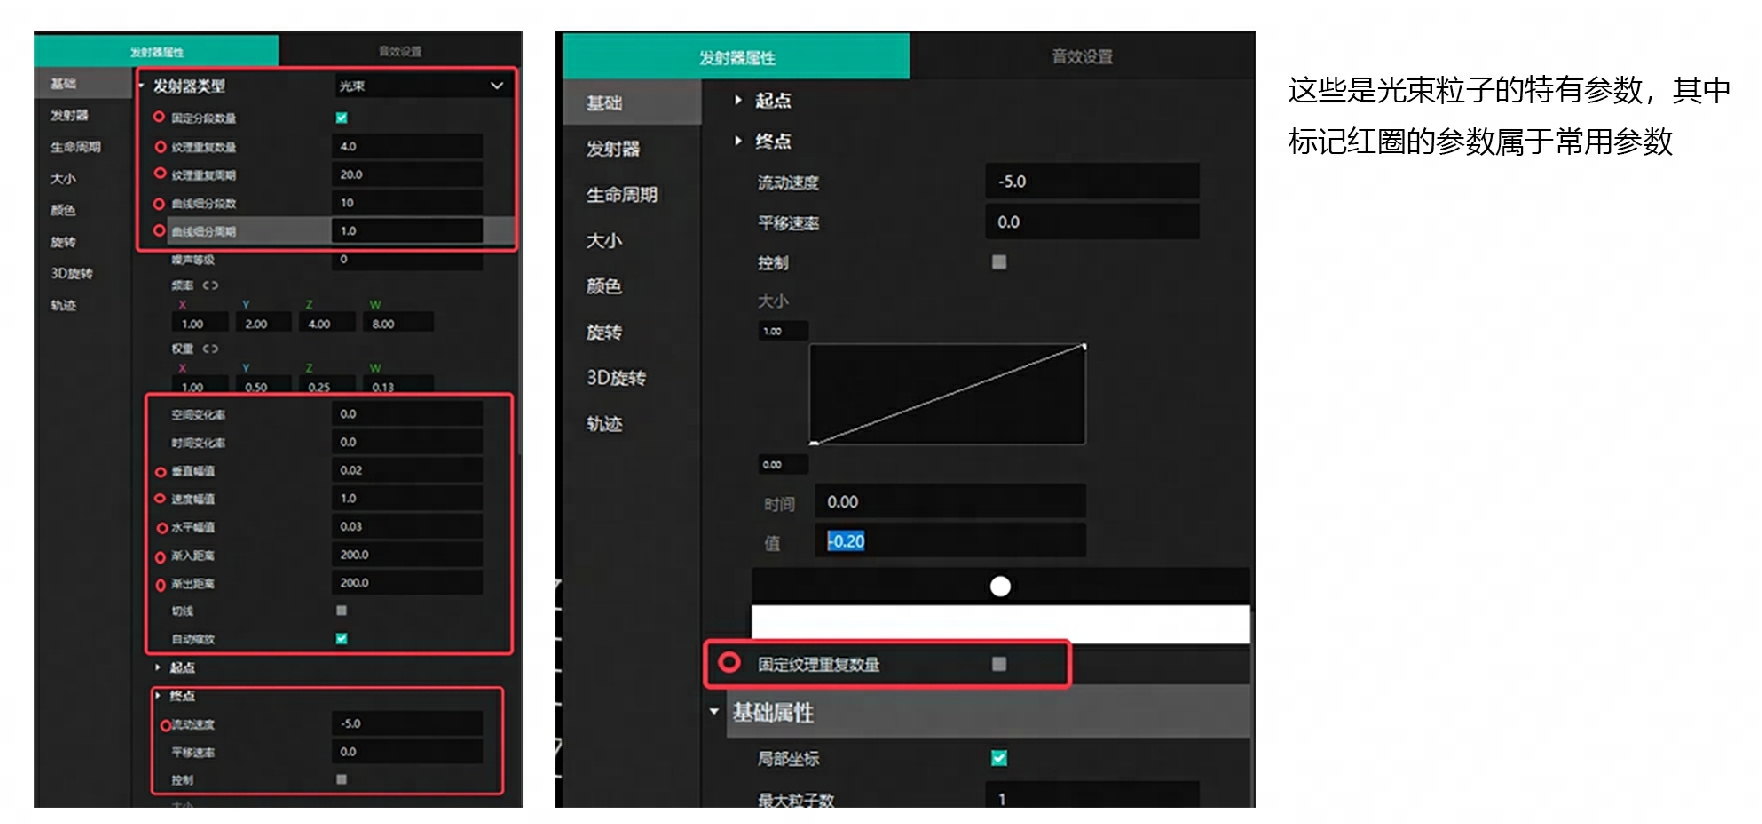 发射器属性 音效设置
基础
发射器
生命周期
大小
颜色
旋转
3D旋转
轨迹
发射器类型 光束
固定分段数量
纹理重复数量 4.0
纹理重复周期 20.0
曲线细分段数 10
曲线细分周期 1.0
噪声等级 0
频率
X Y Z W
1.00 2.00 4.00 8.00
权重
X Y Z W
1.00 0.50 0.25 0.13
空间变化率 0.0
时间变化率 0.0
垂直幅值 0.02
速度幅值 1.0
水平幅值 0.03
渐入距离 200.0
渐出距离 200.0
切线
自动缩放
起点
终点
流动速度 -5.0
平移速率 0.0
控制
大小
发射器属性 音效设置
基础
发射器
生命周期
大小
颜色
旋转
3D旋转
轨迹
起点
终点
流动速度 -5.0
平移速率 0.0
控制
大小
1.00
0.00
时间 0.00
值 -0.20
固定纹理重复数量
基础属性
局部坐标
最大粒子数 1
这些是光束粒子的特有参数，其中
标记红圈的参数属于常用参数